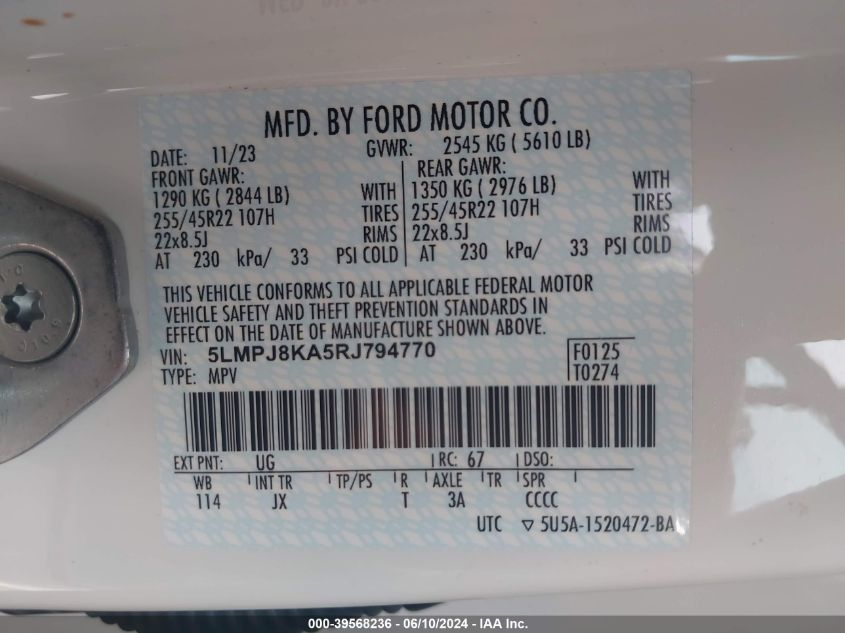 MFD. BY FORD MOTOR CO.
DATE: 11/23 GVWR: 2545 KG ( 5610 LB)
FRONT GAWR: REAR GAWR:
1290 KG ( 2844 LB) WITH 1350 KG ( 2976 LB) WITH
255/45R22 107H TIRES 255/45R22 107H TIRES
22x8.5J RIMS 22x8.5J RIMS
AT 230 kPa/ 33 PSI COLD AT 230 kPa/ 33 PSI COLD
THIS VEHICLE CONFORMS TO ALL APPLICABLE FEDERAL MOTOR
VEHICLE SAFETY AND THEFT PREVENTION STANDARDS IN
EFFECT ON THE DATE OF MANUFACTURE SHOWN ABOVE.
VIN: 5LMPJ8KA5RJ794770 F0125
TYPE: MPV T0274
EXT PNT: UG RC: 67 DSO:
WB INT TR TP/PS R AXLE TR SPR
114 JX T 3A CCCC
UTC ▽ 5U5A-1520472-BA
000-39568236 - 06/10/2024 - IAA Inc.